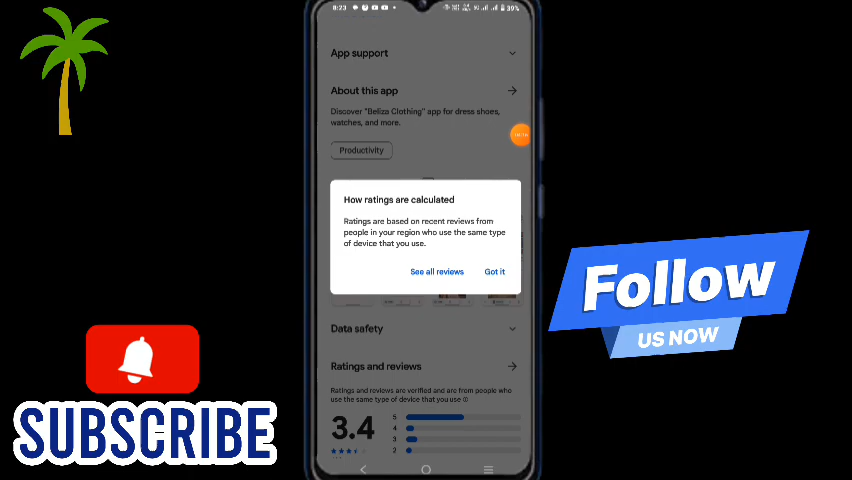 8:23
39%
App support
About this app
Discover "Beliza Clothing" app for dress shoes,
watches, and more.
Productivity
How ratings are calculated
Ratings are based on recent reviews from
people in your region who use the same type
of device that you use.
See all reviews
Got it
Data safety
Ratings and reviews
Ratings and reviews are verified and are from people who
use the same type of device that you use
3.4
5
4
3
2
Follow
US NOW
SUBSCRIBE